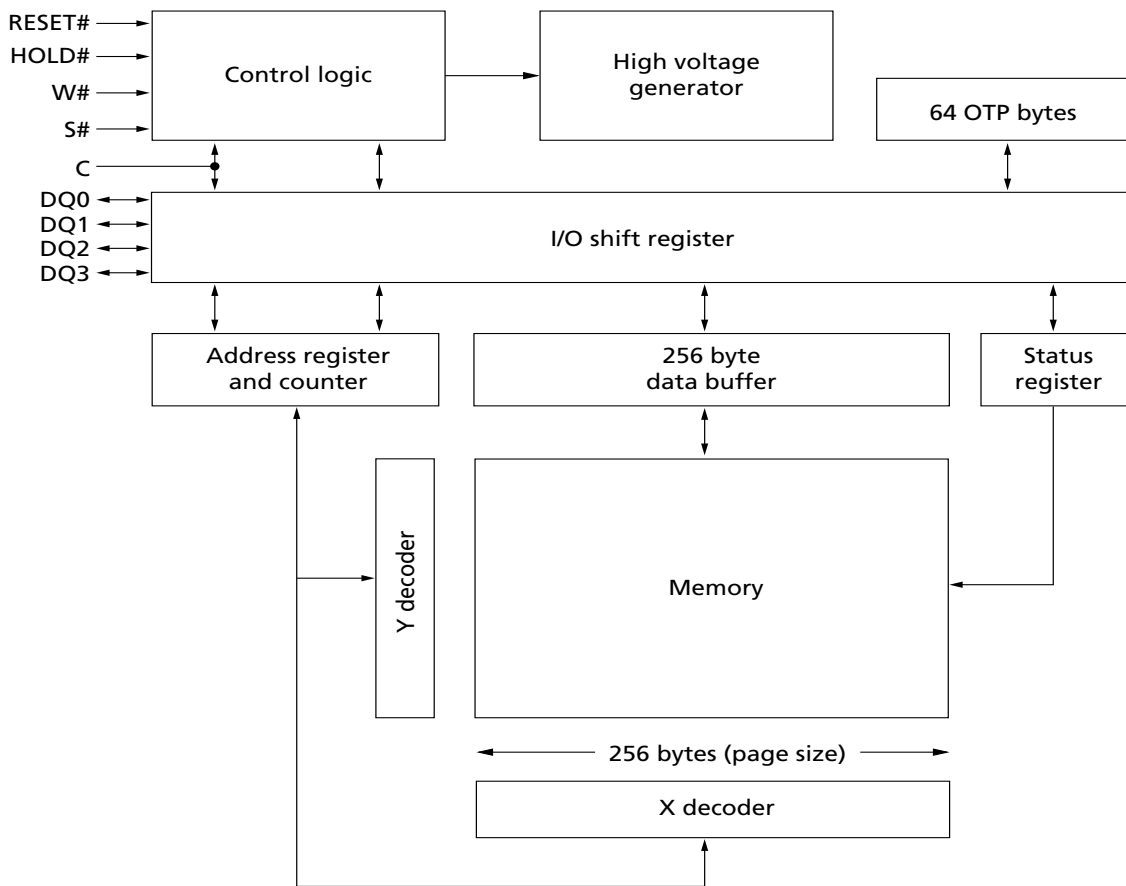 RESET#
HOLD#
W#
S#
C
Control logic
High voltage
generator
64 OTP bytes
DQ0
DQ1
DQ2
DQ3
I/O shift register
Address register
and counter
256 byte
data buffer
Status
register
Y decoder
Memory
256 bytes (page size)
X decoder